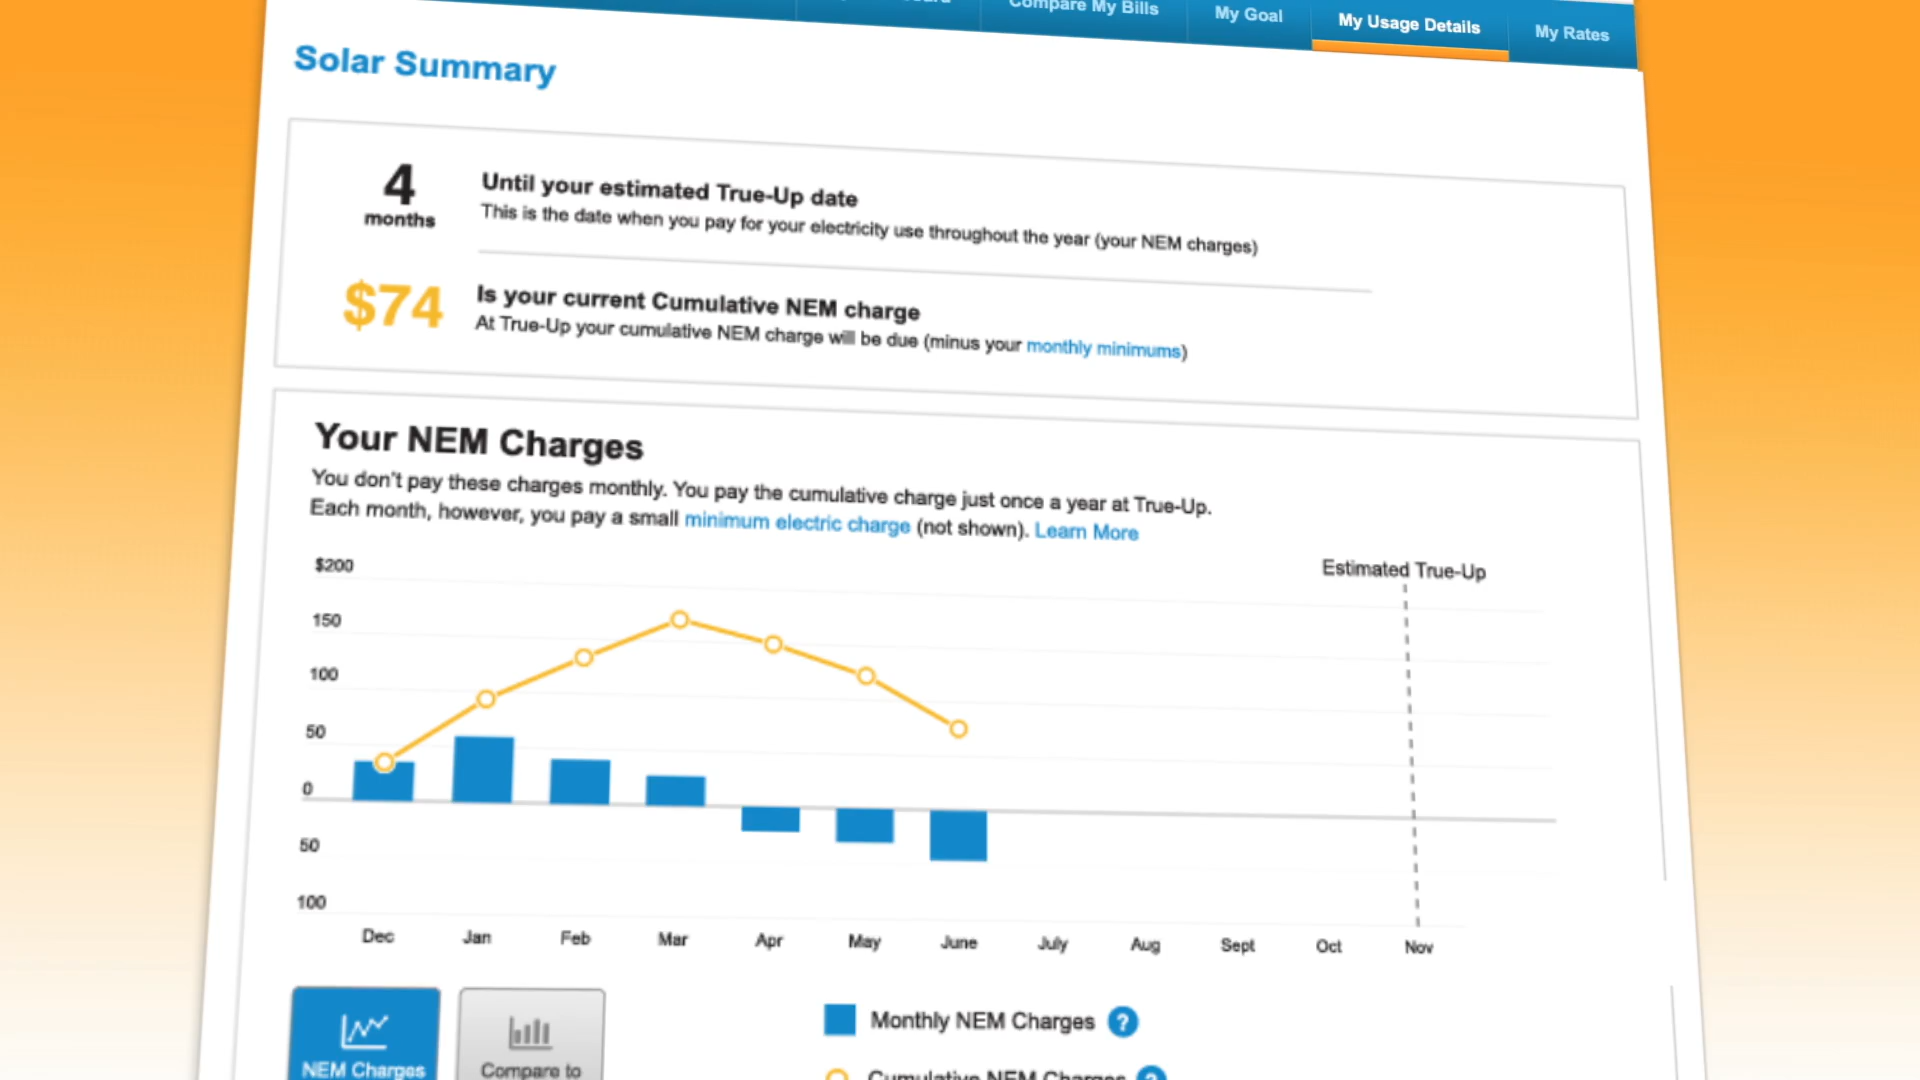 Compare My Bills
My Goal
My Usage Details
My Rates
Solar Summary
4
months
Until your estimated True-Up date
This is the date when you pay for your electricity use throughout the year (your NEM charges)
$74
Is your current Cumulative NEM charge
At True-Up your cumulative NEM charge will be due (minus your monthly minimums)
Your NEM Charges
You don't pay these charges monthly. You pay the cumulative charge just once a year at True-Up.
Each month, however, you pay a small minimum electric charge (not shown). Learn More
Estimated True-Up
$200
150
100
50
0
50
100
Dec Jan Feb Mar Apr May June July Aug Sept Oct Nov
NEM Charges
Compare to
Monthly NEM Charges ?
Cumulative NEM Charges ?